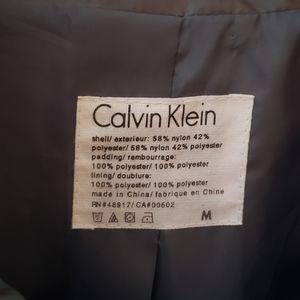 Calvin Klein
shell/ exterieur: 58% nylon 42%
polyester/ 58% nylon 42% polyester
padding/ rembourrage:
100% polyester/ 100% polyester
lining/ doublure:
100% polyester/ 100% polyester
made in China/ fabrique en Chine
RN#48917/ CA#00602
M